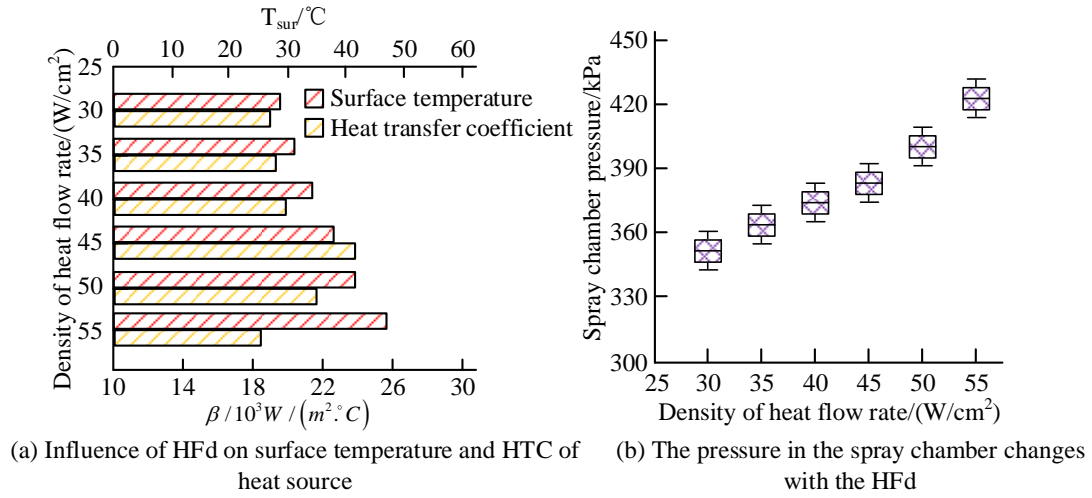 T_sur/℃
0 10 20 30 40 50 60
Density of heat flow rate/(W/cm²)
25
30
35
40
45
50
55
Surface temperature
Heat transfer coefficient
10 14 18 22 26 30
β/10³W/(m².°C)
(a) Influence of HFd on surface temperature and HTC of
heat source
Spray chamber pressure/kPa
450
420
390
360
330
300
25 30 35 40 45 50 55
Density of heat flow rate/(W/cm²)
(b) The pressure in the spray chamber changes
with the HFd